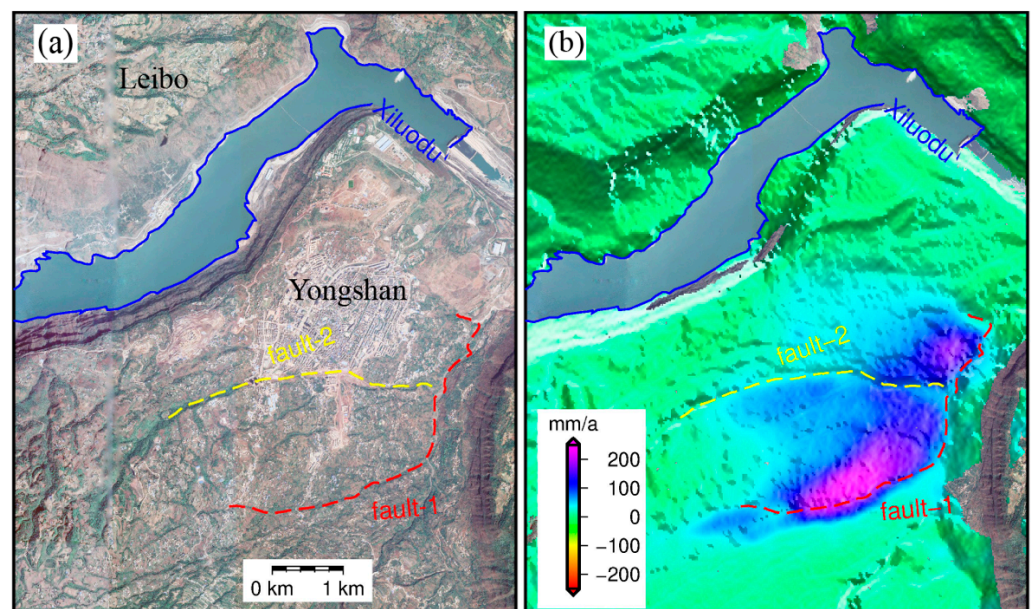 (a)
Leibo
Xiluodu
Yongshan
fault-2
fault-1
0 km 1 km
(b)
Xiluodu
fault-2
fault-1
mm/a
200
100
0
−100
−200